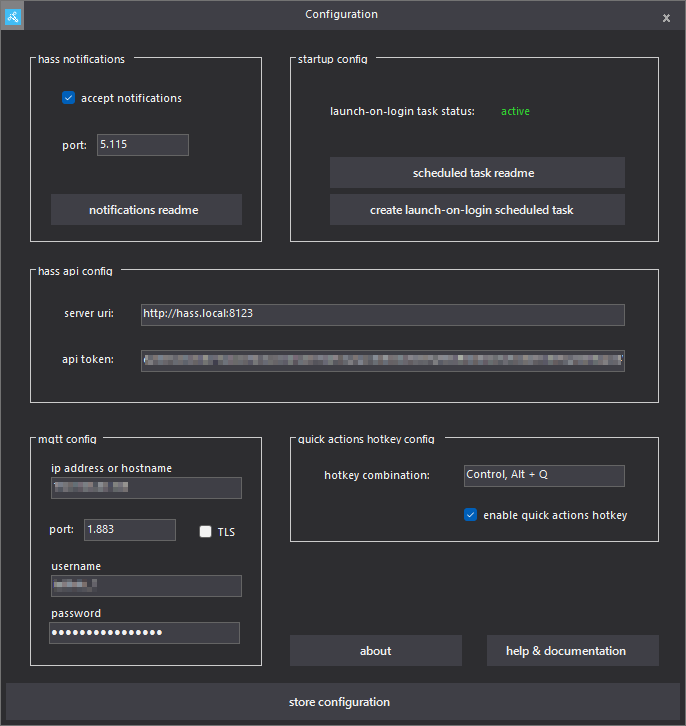 Configuration
x
hass notifications
accept notifications
port: 5.115
notifications readme
startup config
launch-on-login task status: active
scheduled task readme
create launch-on-login scheduled task
hass api config
server uri: http://hass.local:8123
api token:
mqtt config
ip address or hostname
port: 1.883 TLS
username
password
●●●●●●●●●●●●●●●●
quick actions hotkey config
hotkey combination: Control, Alt + Q
enable quick actions hotkey
about
help & documentation
store configuration